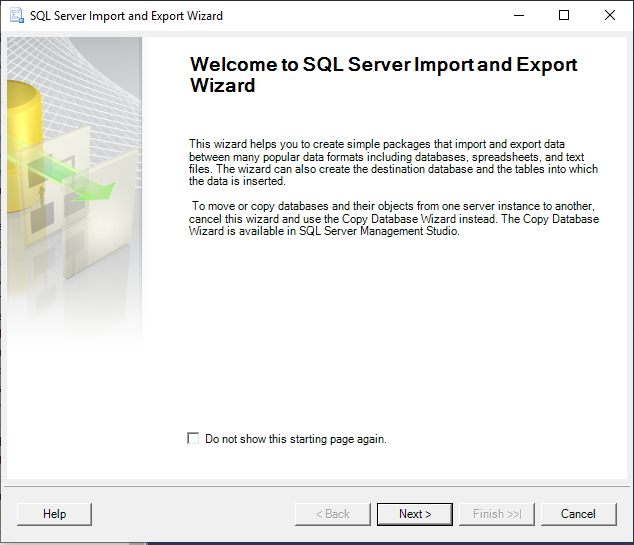 SQL Server Import and Export Wizard
Welcome to SQL Server Import and Export
Wizard
This wizard helps you to create simple packages that import and export data
between many popular data formats including databases, spreadsheets, and text
files. The wizard can also create the destination database and the tables into which
the data is inserted.
To move or copy databases and their objects from one server instance to another,
cancel this wizard and use the Copy Database Wizard instead. The Copy Database
Wizard is available in SQL Server Management Studio.
Do not show this starting page again.
Help
< Back
Next >
Finish >>|
Cancel